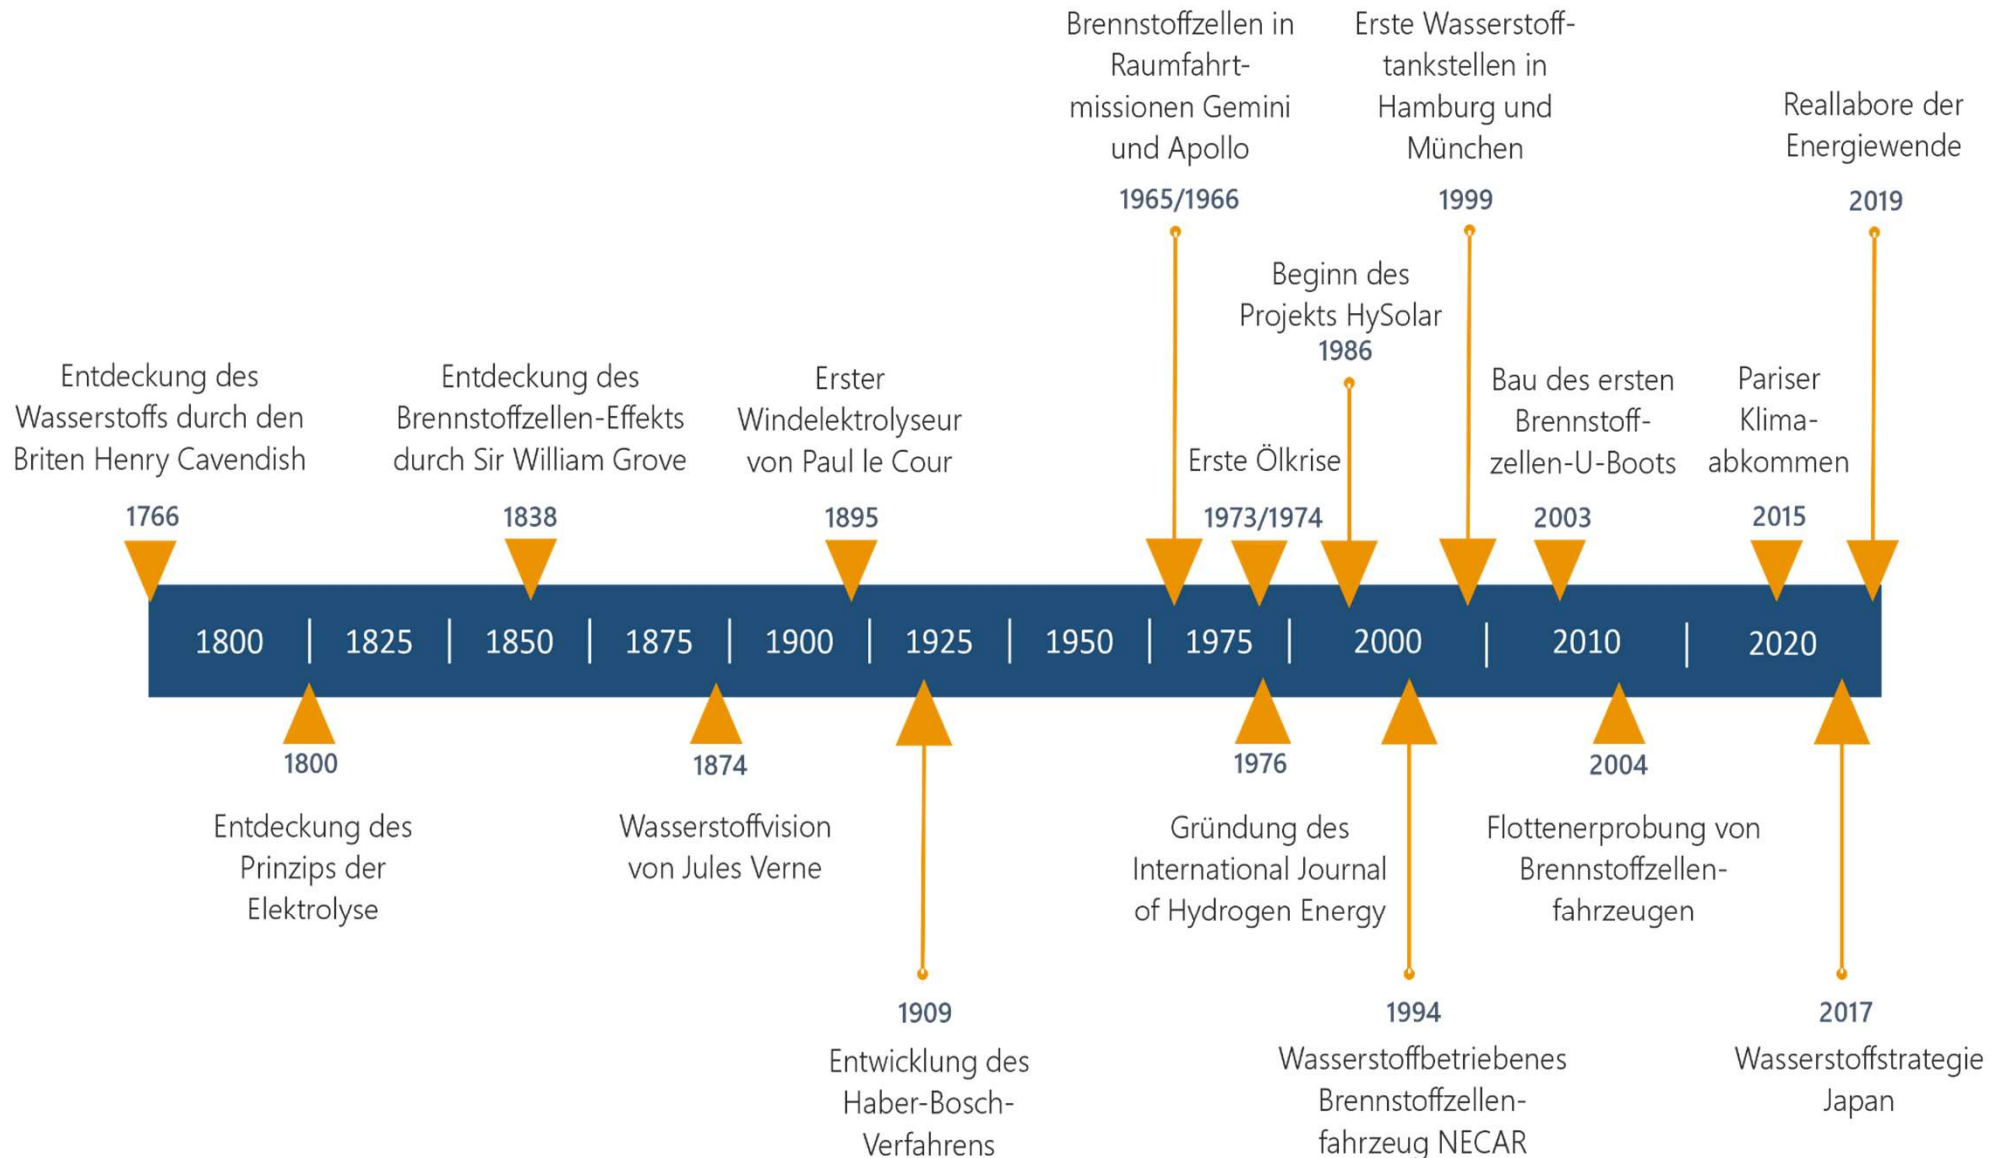 Brennstoffzellen in
Raumfahrt-
missionen Gemini
und Apollo
1965/1966
Erste Wasserstoff-
tankstellen in
Hamburg und
München
1999
Reallabore der
Energiewende
2019
Beginn des
Projekts HySolar
1986
Entdeckung des
Wasserstoffs durch den
Briten Henry Cavendish
1766
Entdeckung des
Brennstoffzellen-Effekts
durch Sir William Grove
1838
Erster
Windelektrolyseur
von Paul le Cour
1895
Erste Ölkrise
1973/1974
Bau des ersten
Brennstoff-
zellen-U-Boots
2003
Pariser
Klima-
abkommen
2015
1800 | 1825 | 1850 | 1875 | 1900 | 1925 | 1950 | 1975 | 2000 | 2010 | 2020
1800
Entdeckung des
Prinzips der
Elektrolyse
1874
Wasserstoffvision
von Jules Verne
1909
Entwicklung des
Haber-Bosch-
Verfahrens
1976
Gründung des
International Journal
of Hydrogen Energy
1994
Wasserstoffbetriebenes
Brennstoffzellen-
fahrzeug NECAR
2004
Flottenerprobung von
Brennstoffzellen-
fahrzeugen
2017
Wasserstoffstrategie
Japan